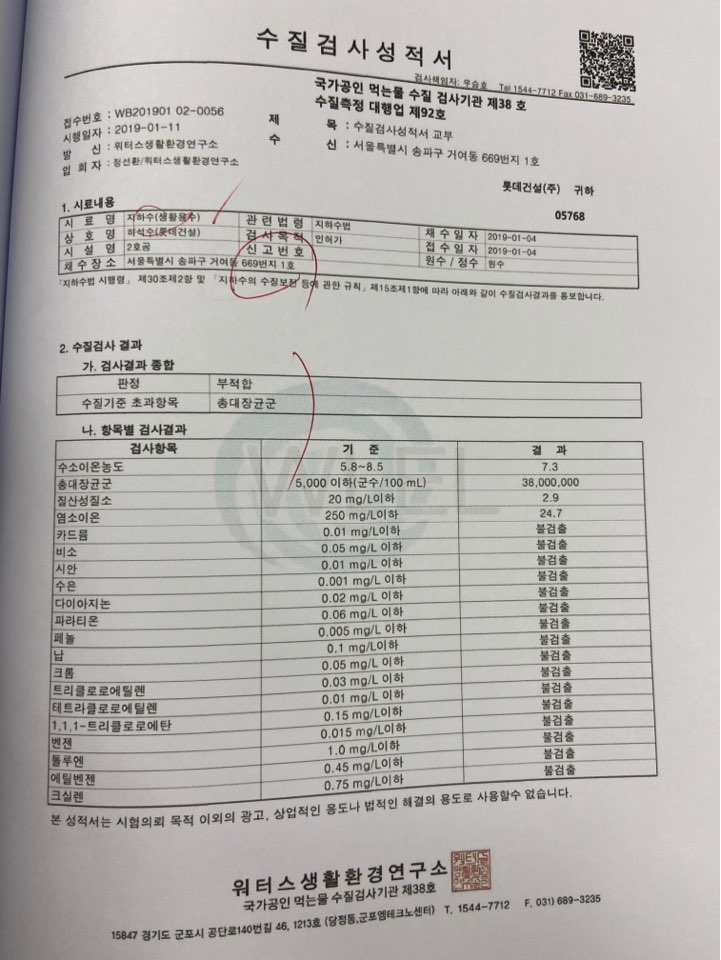 수질검사성적서
검사책임자: 우승호 Tel 1544-7712 Fax 031-689-3235
국가공인 먹는물 수질 검사기관 제38 호
수질측정 대행업 제92호
접수번호 : WB201901 02-0056
시행일자 : 2019-01-11
발 신 : 워터스생활환경연구소
입 회 자 : 정선환/워터스생활환경연구소
제 목 : 수질검사성적서 교부
수 신 : 서울특별시 송파구 거여동 669번지 1호
롯데건설(주) 귀하
05768
1. 시료내용
시 료 명 지하수(생활용수) 관 련 법 령 지하수법 채 수 일 자 2019-01-04
상 호 명 하석수(롯데건설) 검 사 목 적 인허가 접 수 일 자 2019-01-04
시 설 명 2호공 신 고 번 호 원수 / 정수 원수
채 수 장 소 서울특별시 송파구 거여동 669번지 1호
「지하수법 시행령」 제30조제2항 및 「지하수의 수질보전 등에 관한 규칙」제15조제1항에 따라 아래와 같이 수질검사결과를 통보합니다.
2. 수질검사 결과
가. 검사결과 종합
판정 부적합
수질기준 초과항목 총대장균군
나. 항목별 검사결과
검사항목 기 준 결 과
수소이온농도 5.8~8.5 7.3
총대장균군 5,000 이하(군수/100 mL) 38,000,000
질산성질소 20 mg/L이하 2.9
염소이온 250 mg/L이하 24.7
카드뮴 0.01 mg/L이하 불검출
비소 0.05 mg/L 이하 불검출
시안 0.01 mg/L 이하 불검출
수은 0.001 mg/L 이하 불검출
다이아지논 0.02 mg/L 이하 불검출
파라티온 0.06 mg/L 이하 불검출
페놀 0.005 mg/L 이하 불검출
납 0.1 mg/L이하 불검출
크롬 0.05 mg/L 이하 불검출
트리클로로에틸렌 0.03 mg/L 이하 불검출
테트라클로로에틸렌 0.01 mg/L 이하 불검출
1,1,1-트리클로로에탄 0.15 mg/L이하 불검출
벤젠 0.015 mg/L이하 불검출
톨루엔 1.0 mg/L이하 불검출
에틸벤젠 0.45 mg/L이하 불검출
크실렌 0.75 mg/L이하 불검출
본 성적서는 시험의뢰 목적 이외의 광고, 상업적인 용도나 법적인 해결의 용도로 사용할수 없습니다.
워터스생활환경연구소
국가공인 먹는물 수질검사기관 제38호
15847 경기도 군포시 공단로140번길 46, 1213호 (당정동,군포엠테크노센터) T. 1544-7712 F. 031) 689-3235